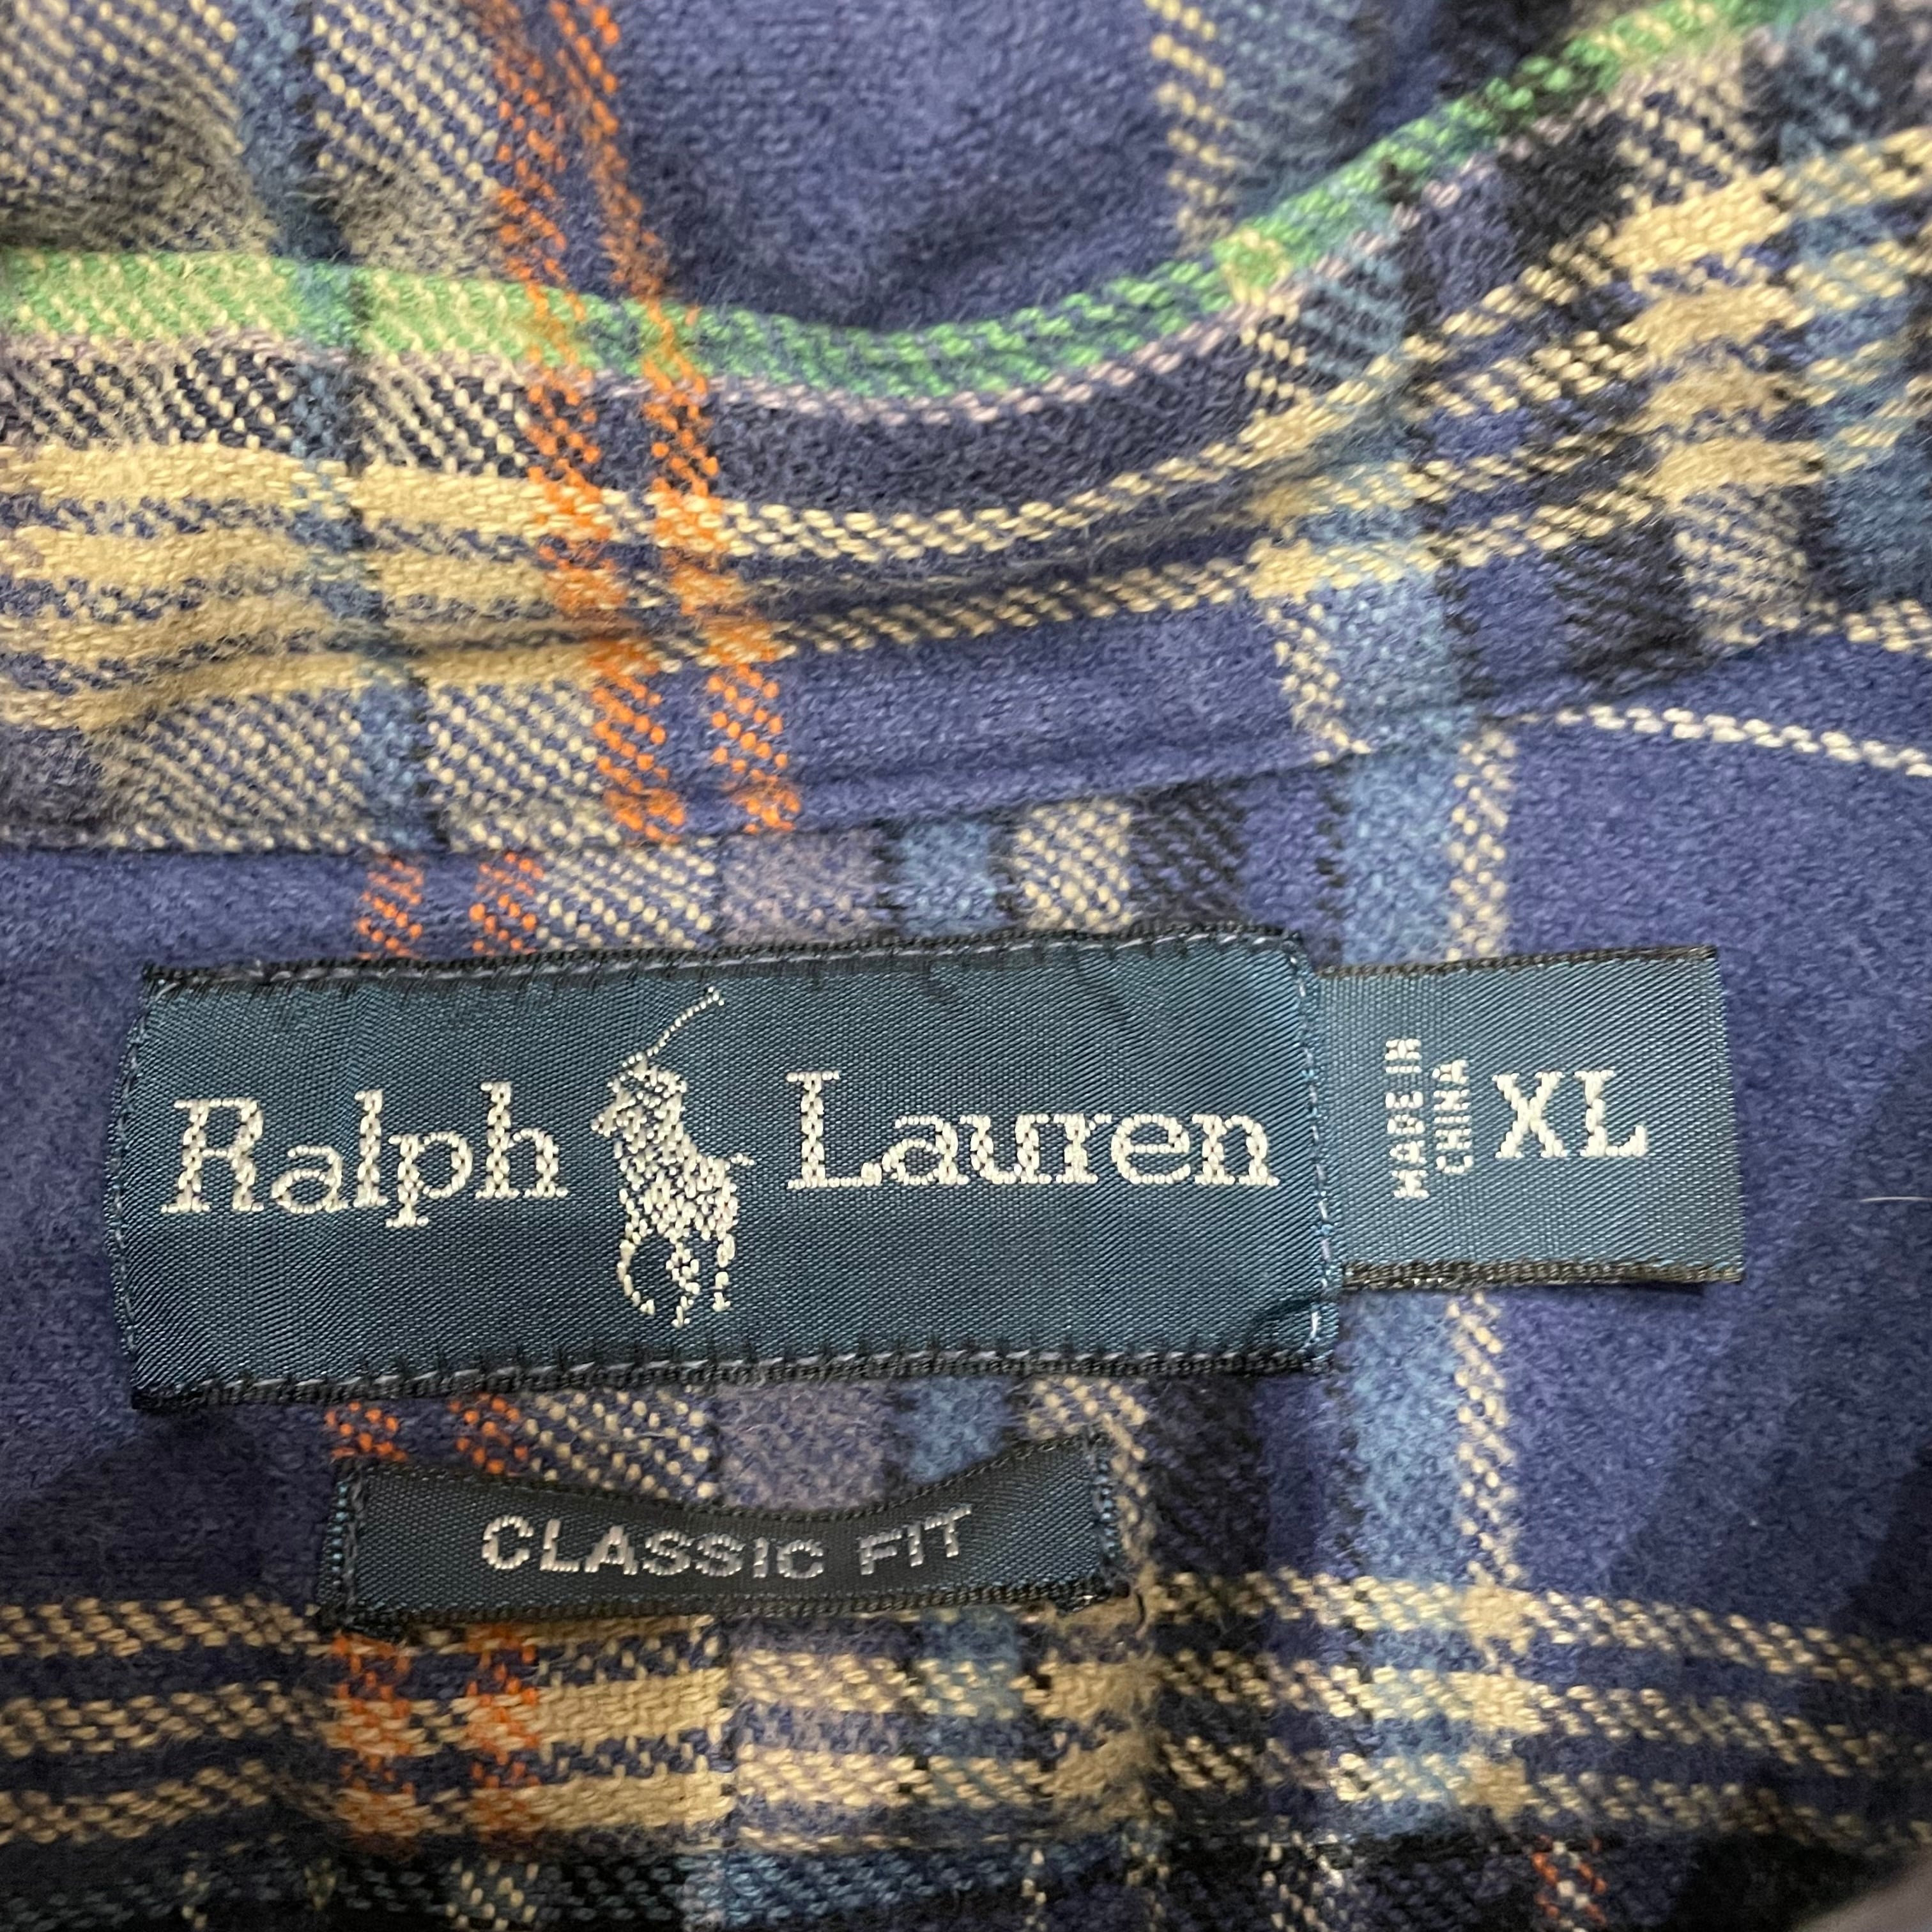 Ralph Lauren
MADE IN
CHINA
XL
CLASSIC FIT